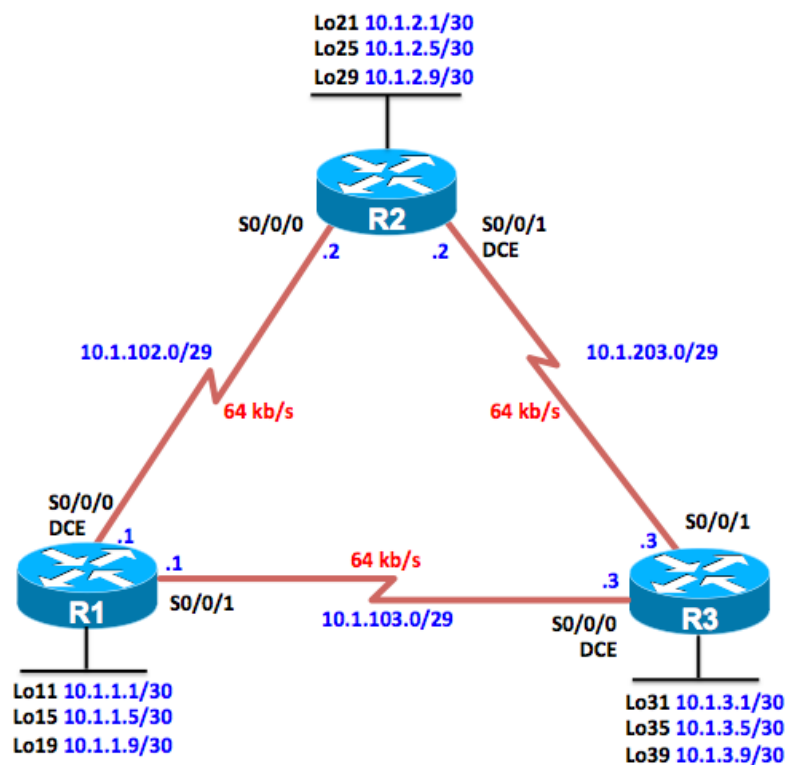 Lo21 10.1.2.1/30
Lo25 10.1.2.5/30
Lo29 10.1.2.9/30
R2
S0/0/0
S0/0/1
DCE
.2
.2
10.1.102.0/29
10.1.203.0/29
64 kb/s
64 kb/s
S0/0/0
DCE
S0/0/1
.1
.3
.1
64 kb/s
.3
R1
S0/0/1
10.1.103.0/29
S0/0/0
DCE
R3
Lo11 10.1.1.1/30
Lo15 10.1.1.5/30
Lo19 10.1.1.9/30
Lo31 10.1.3.1/30
Lo35 10.1.3.5/30
Lo39 10.1.3.9/30